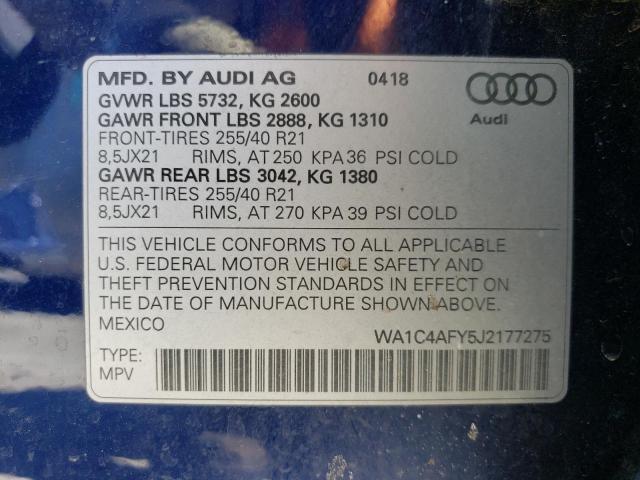 MFD. BY AUDI AG 0418
GVWR LBS 5732, KG 2600
GAWR FRONT LBS 2888, KG 1310
Audi
FRONT-TIRES 255/40 R21
8,5JX21 RIMS, AT 250 KPA 36 PSI COLD
GAWR REAR LBS 3042, KG 1380
REAR-TIRES 255/40 R21
8,5JX21 RIMS, AT 270 KPA 39 PSI COLD
THIS VEHICLE CONFORMS TO ALL APPLICABLE
U.S. FEDERAL MOTOR VEHICLE SAFETY AND
THEFT PREVENTION STANDARDS IN EFFECT ON
THE DATE OF MANUFACTURE SHOWN ABOVE.
MEXICO
WA1C4AFY5J2177275
TYPE:
MPV